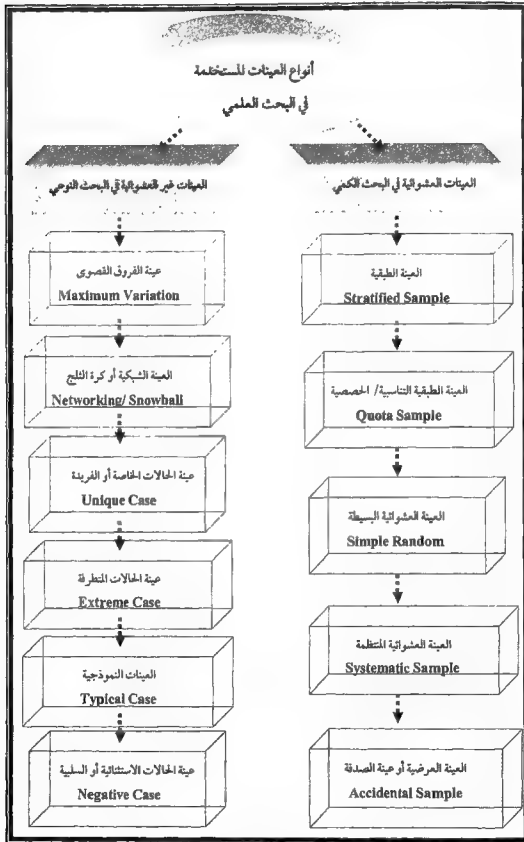 أنواع العينات المستخدمة
في البحث العلمي
العينات العشوائية في البحث الكمي
العينة الطبقية
Stratified Sample
العينة الطبقية التناسبية/ الحصصية
Quota Sample
العينة العشوائية البسيطة
Simple Random
العينة العشوائية المنتظمة
Systematic Sample
العينة العرضية أو عينة الصدفة
Accidental Sample
العينات غير العشوائية في البحث النوعي
عينة الفروق القصوى
Maximum Variation
العينة الشبكية أو كرة الثلج
Networking/ Snowball
عينة الحالات الخاصة أو الفريدة
Unique Case
عينة الحالات المتطرفة
Extreme Case
العينات النموذجية
Typical Case
عينة الحالات الاستثنائية أو السلبية
Negative Case